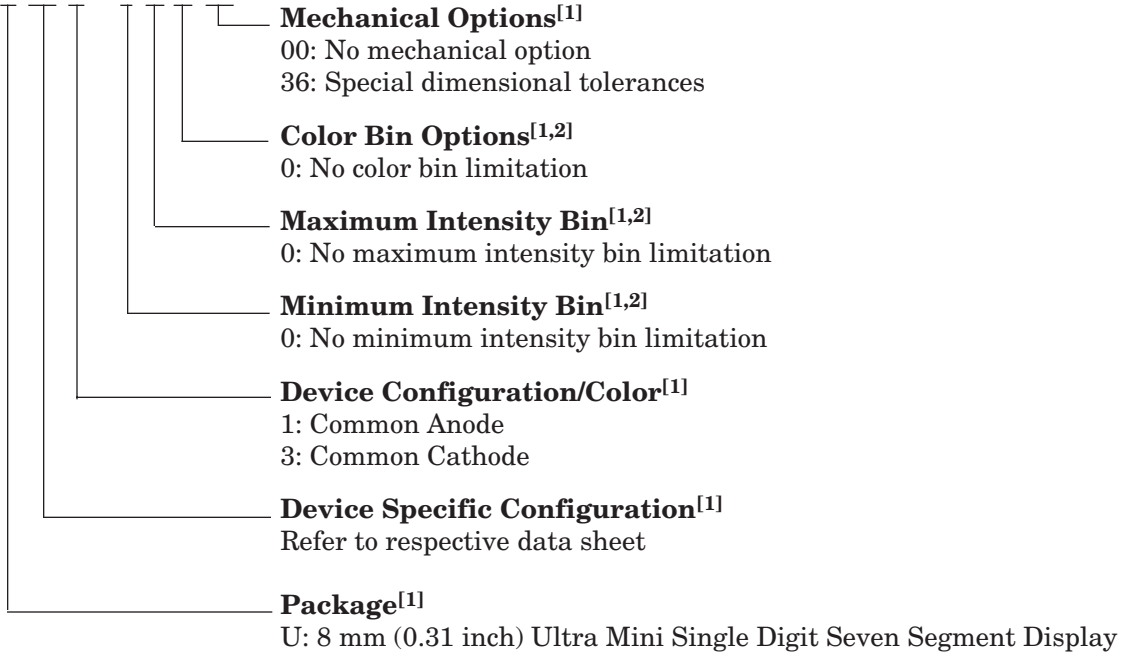 Mechanical Options[1]
00: No mechanical option
36: Special dimensional tolerances
Color Bin Options[1,2]
0: No color bin limitation
Maximum Intensity Bin[1,2]
0: No maximum intensity bin limitation
Minimum Intensity Bin[1,2]
0: No minimum intensity bin limitation
Device Configuration/Color[1]
1: Common Anode
3: Common Cathode
Device Specific Configuration[1]
Refer to respective data sheet
Package[1]
U: 8 mm (0.31 inch) Ultra Mini Single Digit Seven Segment Display